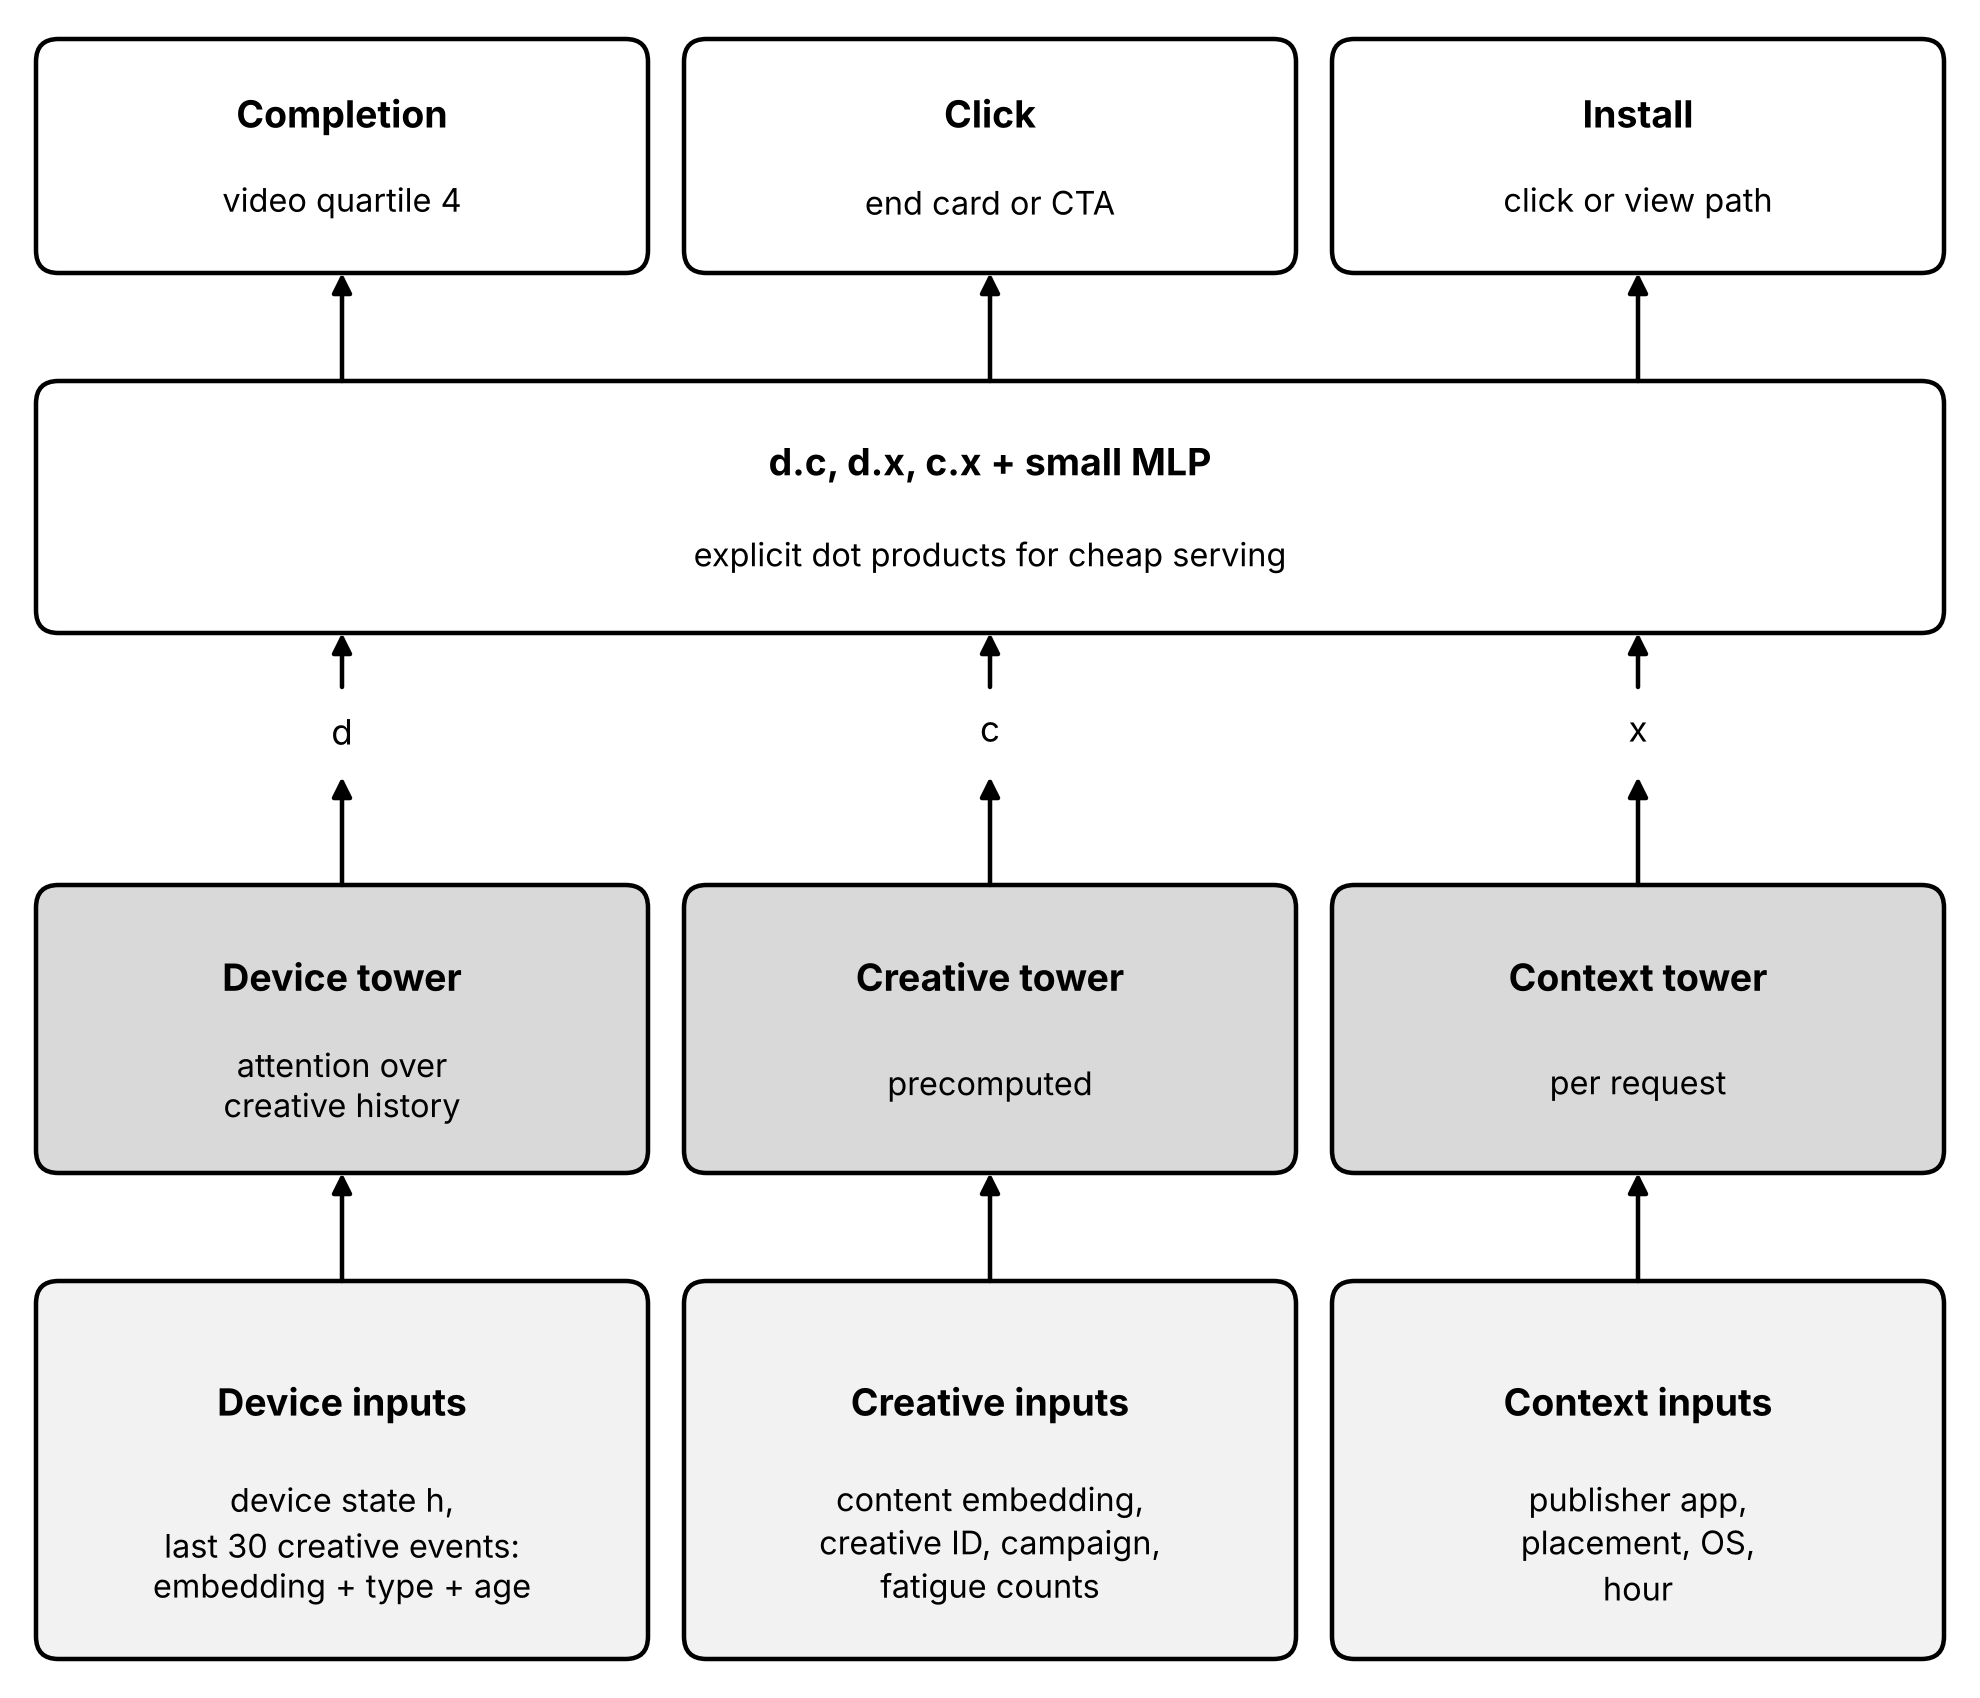 Completion
video quartile 4
Click
end card or CTA
Install
click or view path
d.c, d.x, c.x + small MLP
explicit dot products for cheap serving
d
c
x
Device tower
attention over
creative history
Creative tower
precomputed
Context tower
per request
Device inputs
device state h,
last 30 creative events:
embedding + type + age
Creative inputs
content embedding,
creative ID, campaign,
fatigue counts
Context inputs
publisher app,
placement, OS,
hour